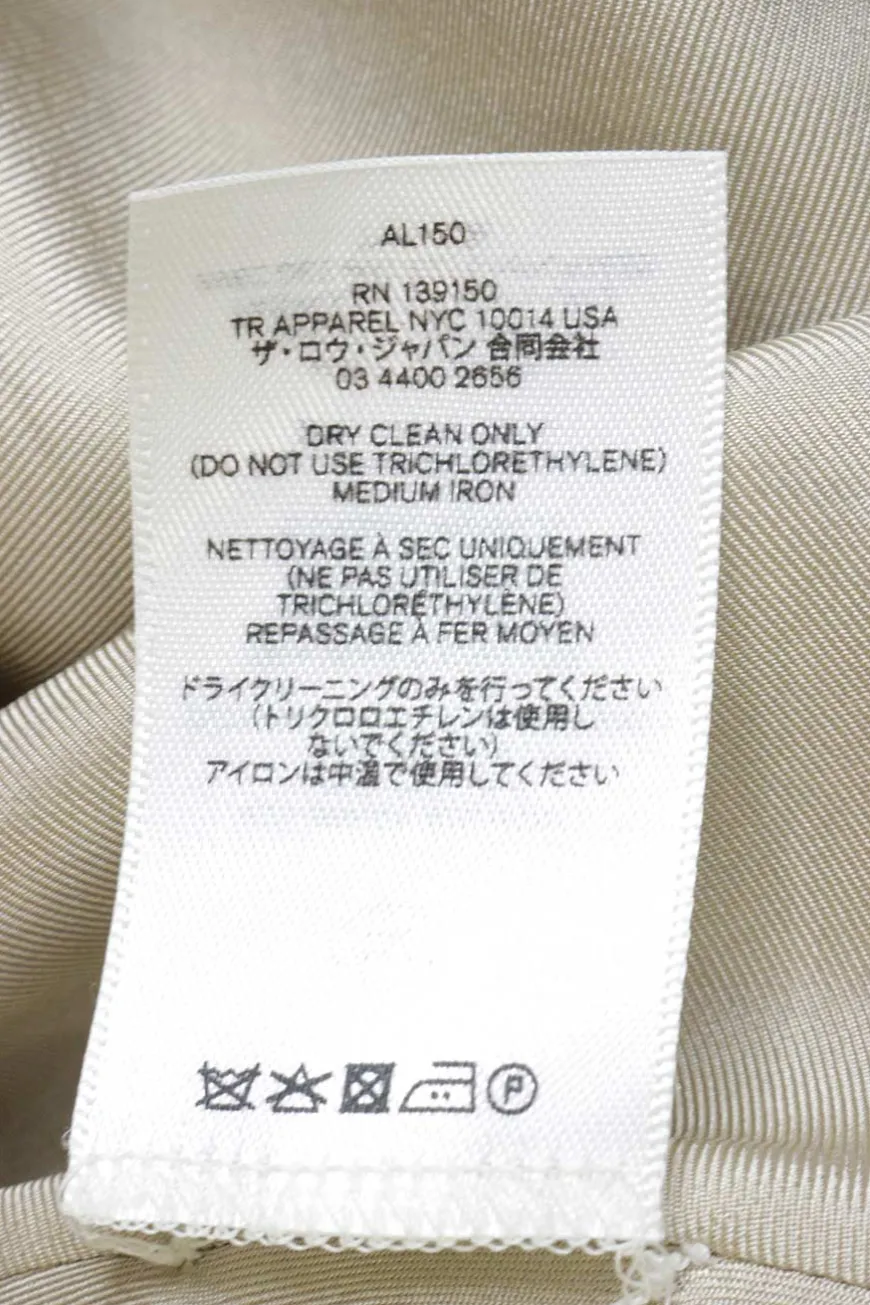 AL150
RN 139150
TR APPAREL NYC 10014 USA
ザ・ロウ・ジャパン 合同会社
03 4400 2656
DRY CLEAN ONLY
(DO NOT USE TRICHLORETHYLENE)
MEDIUM IRON
NETTOYAGE À SEC UNIQUEMENT
(NE PAS UTILISER DE
TRICHLORÉTHYLÈNE)
REPASSAGE À FER MOYEN
ドライクリーニングのみを行ってください
(トリクロロエチレンは使用し
ないでください)
アイロンは中温で使用してください
P